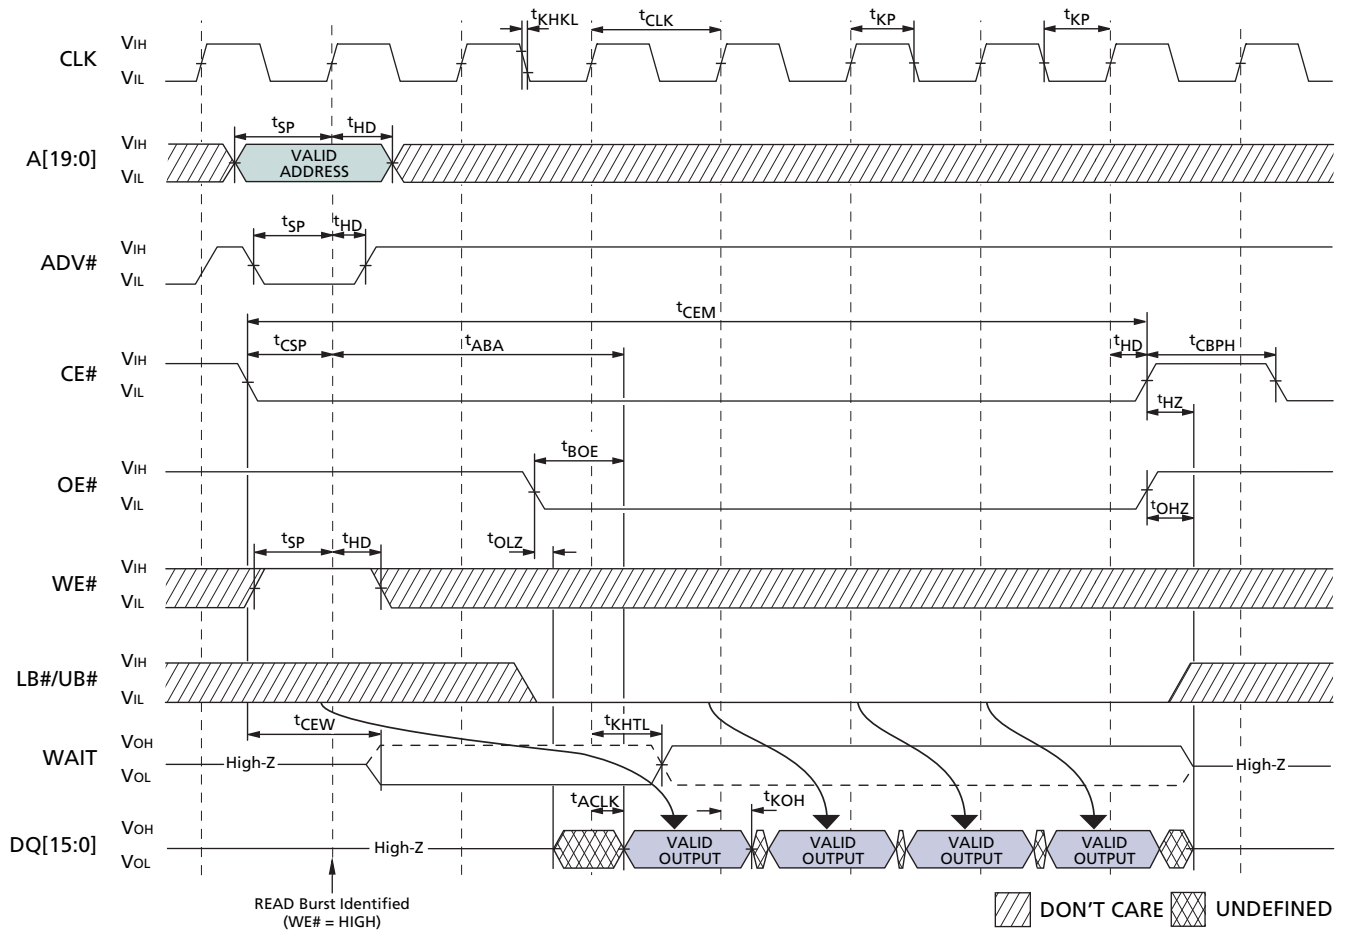 tKHKL tCLK tKP tKP
CLK VIH
VIL
tSP tHD
A[19:0] VIH
VIL
VALID
ADDRESS
tSP tHD
ADV# VIH
VIL
tCEM
tCSP tABA tHD tCBPH
CE# VIH
VIL
tHZ
tBOE
OE# VIH
VIL
tOHZ
tOLZ
tSP tHD
WE# VIH
VIL
LB#/UB# VIH
VIL
tCEW tKHTL
WAIT VOH
VOL
High-Z High-Z
tACLK tKOH
DQ[15:0] VOH
VOL
High-Z
VALID
OUTPUT
VALID
OUTPUT
VALID
OUTPUT
VALID
OUTPUT
READ Burst Identified
(WE# = HIGH)
DON'T CARE UNDEFINED